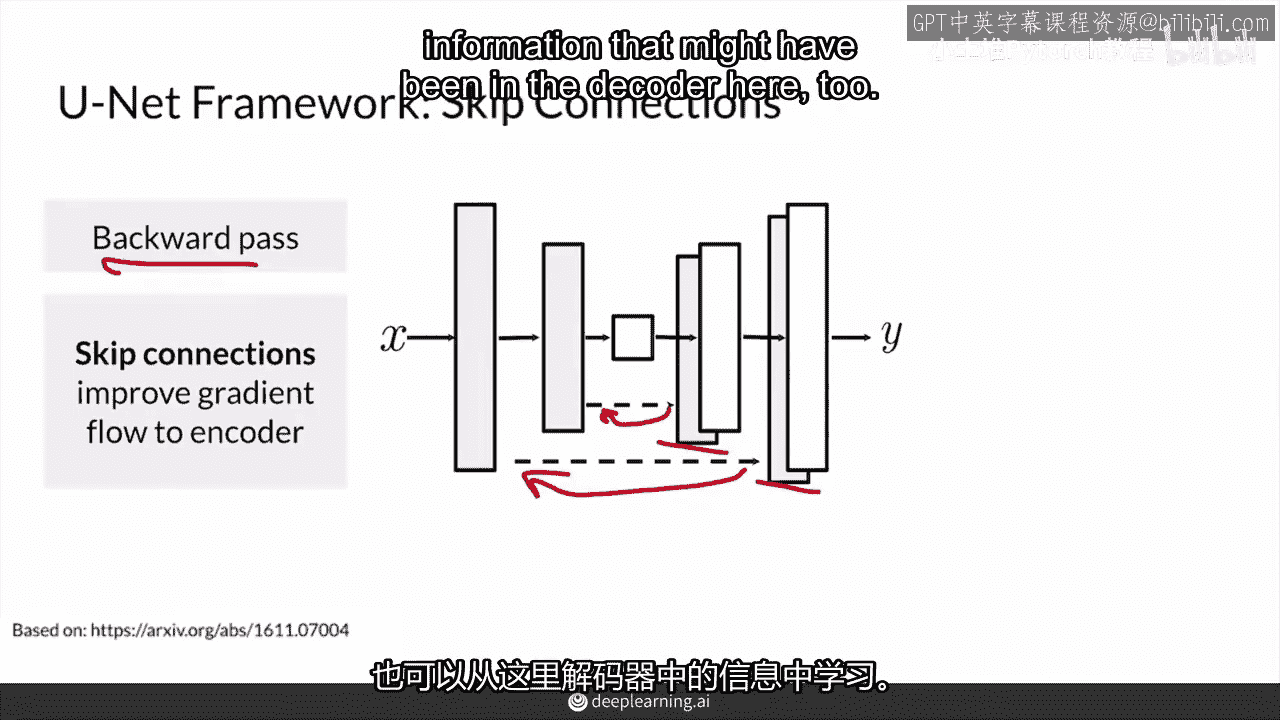 GPT中英字幕课程资源@bilibili.com
information that might have
been in the decoder here, too.
U-Net Framework: Skip Connections
Backward pass
Skip connections
improve gradient
flow to encoder
x
y
Based on: https://arxiv.org/abs/1611.07004
也可以从这里解码器中的信息中学习。
deeplearning.ai